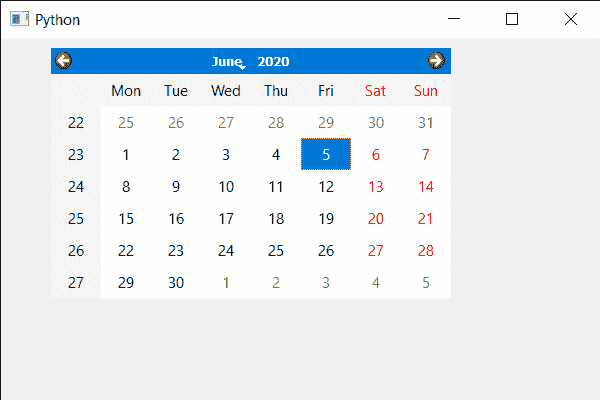 Python
June 2020
Mon Tue Wed Thu Fri Sat Sun
22 25 26 27 28 29 30 31
23 1 2 3 4 5 6 7
24 8 9 10 11 12 13 14
25 15 16 17 18 19 20 21
26 22 23 24 25 26 27 28
27 29 30 1 2 3 4 5